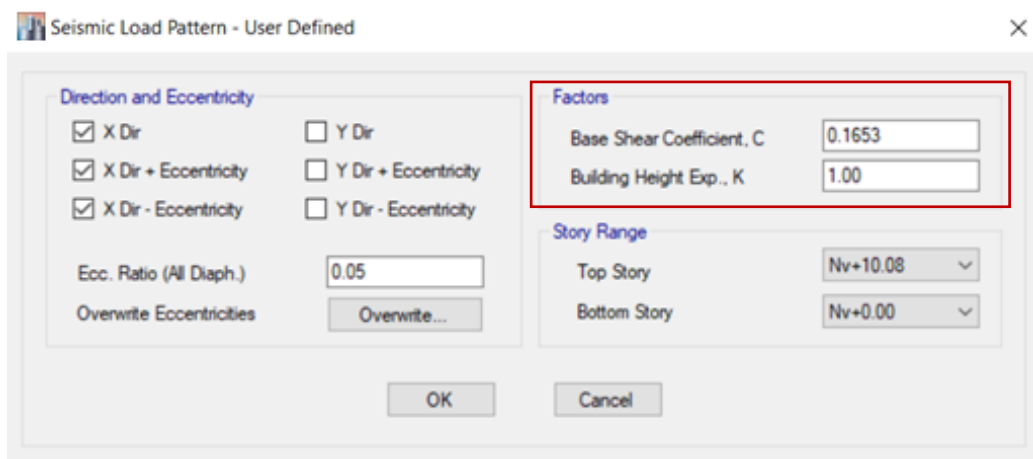 Seismic Load Pattern - User Defined
Direction and Eccentricity
X Dir
Y Dir
X Dir + Eccentricity
Y Dir + Eccentricity
X Dir - Eccentricity
Y Dir - Eccentricity
Ecc. Ratio (All Diaph.)
0.05
Overwrite Eccentricities
Overwrite...
Factors
Base Shear Coefficient, C
0.1653
Building Height Exp., K
1.00
Story Range
Top Story
Nv+10.08
Bottom Story
Nv+0.00
OK
Cancel